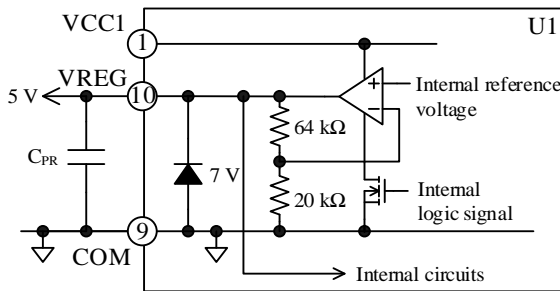 VCC1
U1
1
VREG
Internal reference
voltage
5 V
10
64 kΩ
CPR
7 V
20 kΩ
Internal
logic signal
9
COM
Internal circuits